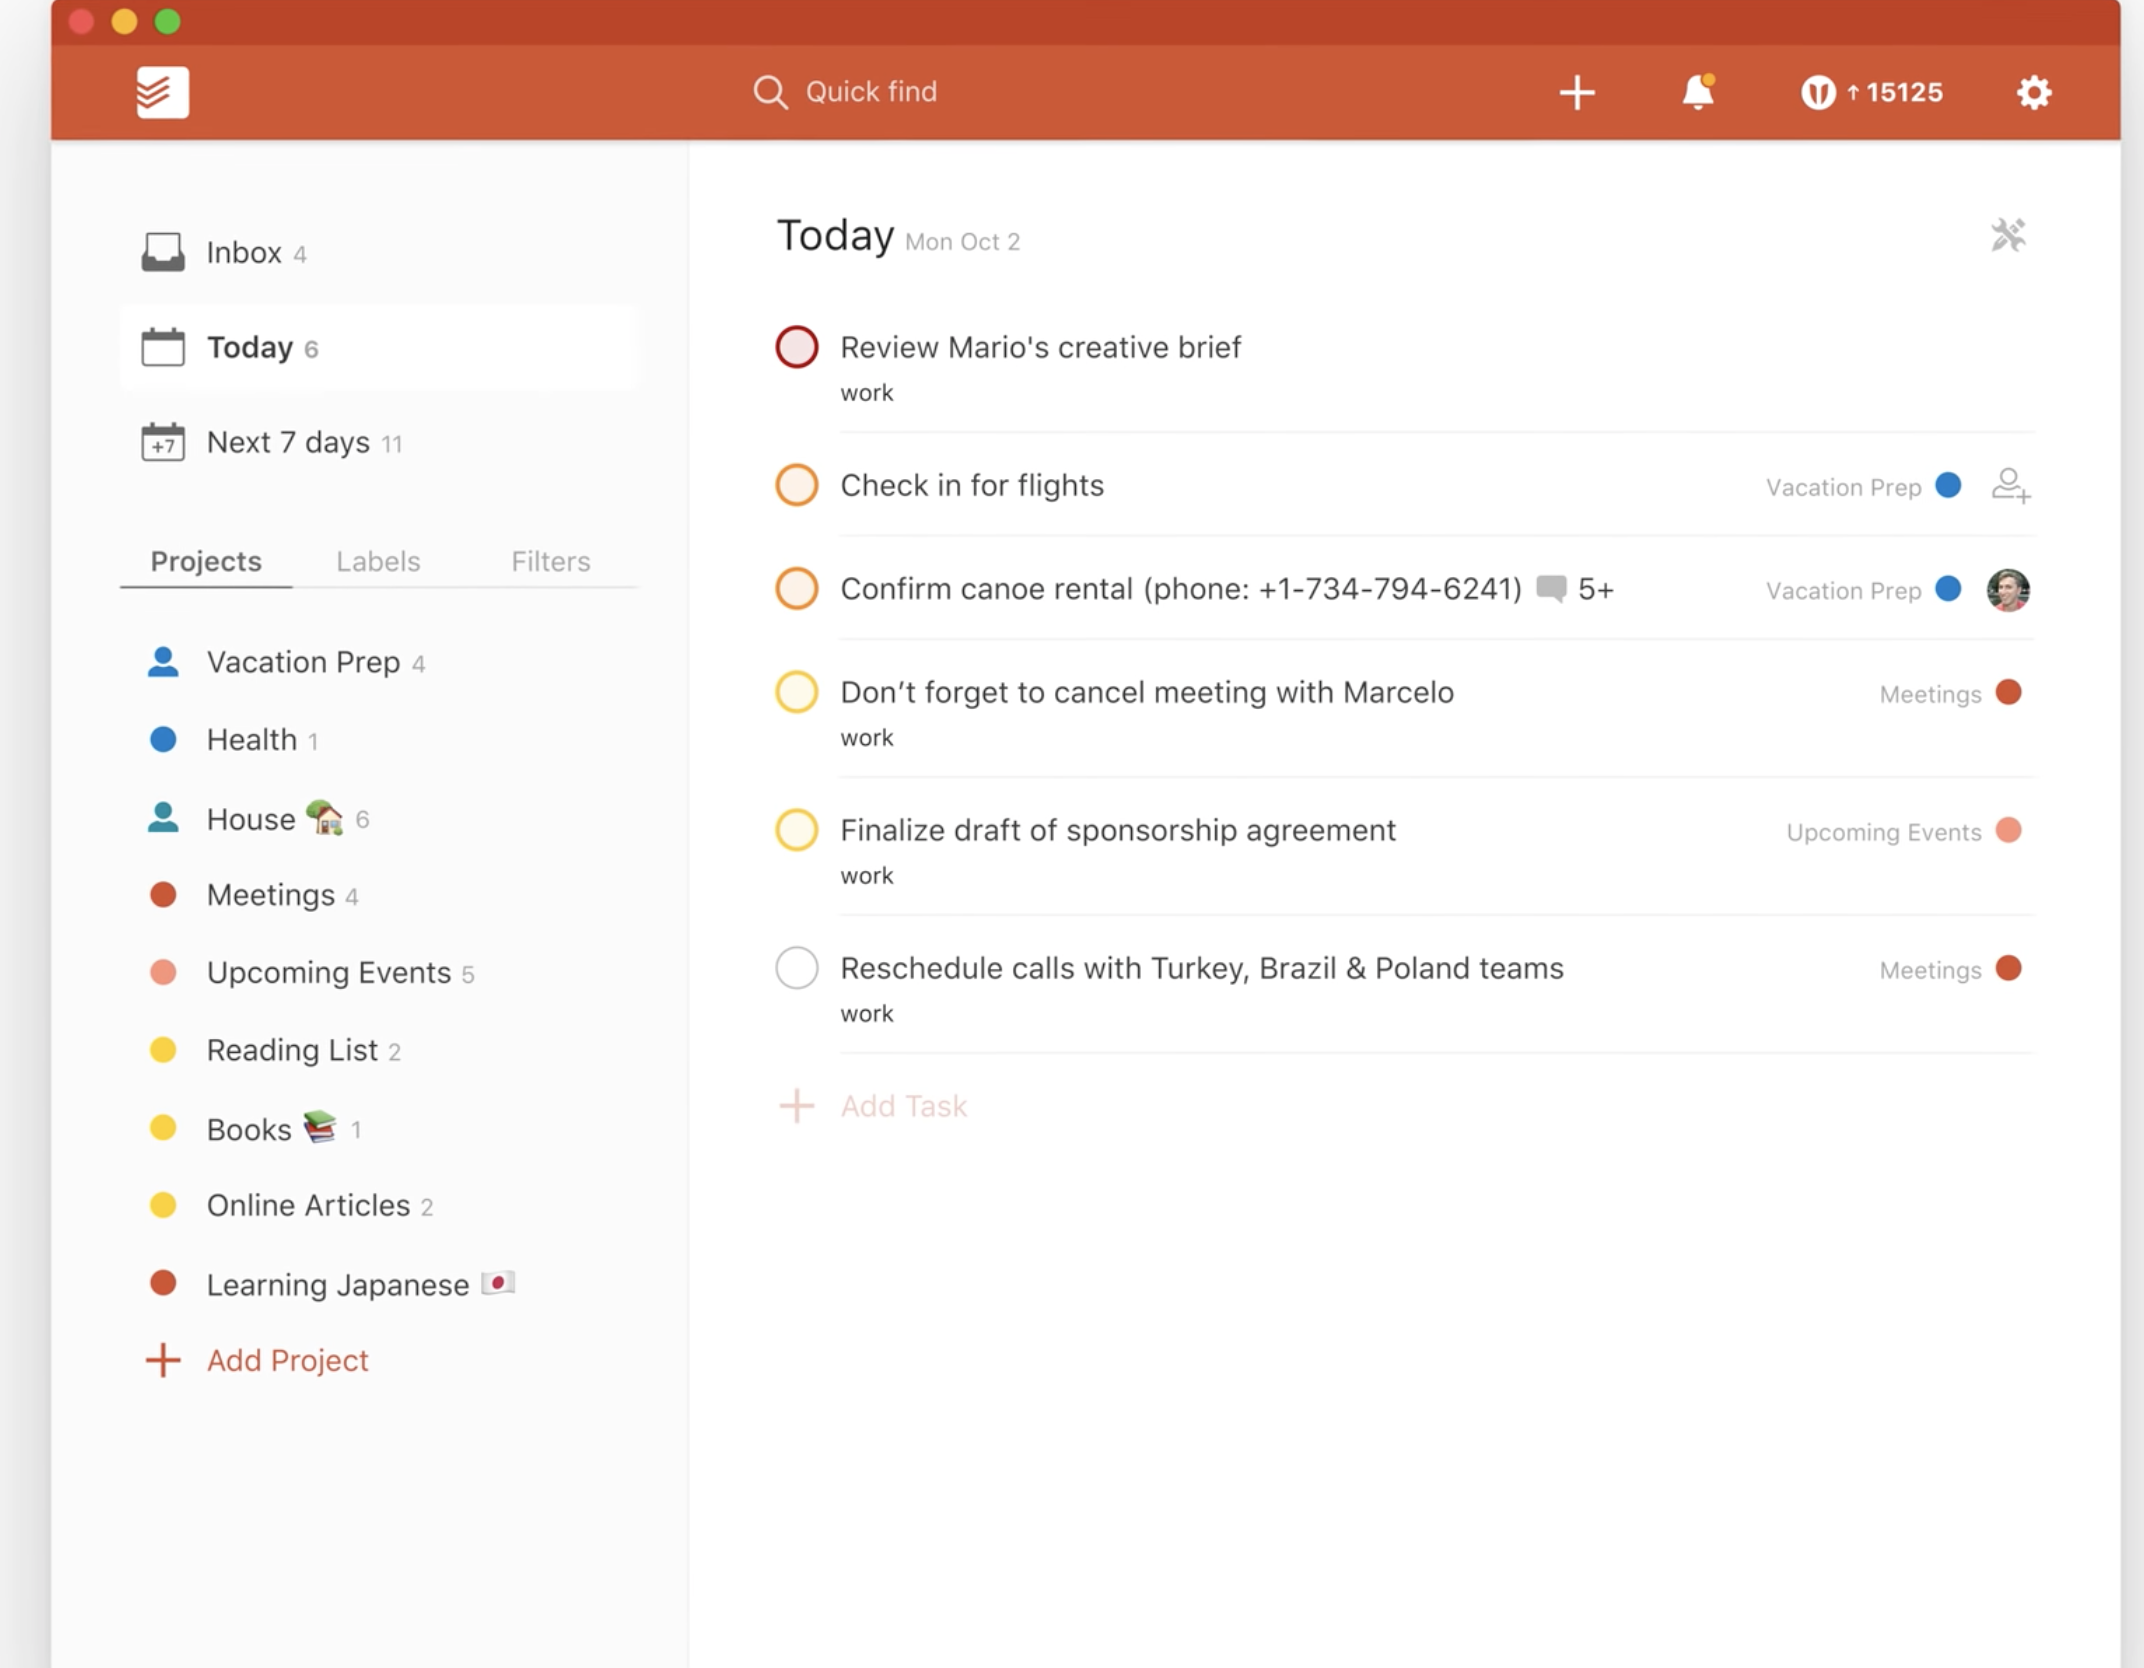 Quick find
↑ 15125
Inbox 4
Today 6
+7 Next 7 days 11
Projects Labels Filters
Vacation Prep 4
Health 1
House 🏡 6
Meetings 4
Upcoming Events 5
Reading List 2
Books 📚 1
Online Articles 2
Learning Japanese 🇯🇵
Add Project
Today Mon Oct 2
Review Mario's creative brief
work
Check in for flights Vacation Prep
Confirm canoe rental (phone: +1-734-794-6241) 5+ Vacation Prep
Don’t forget to cancel meeting with Marcelo Meetings
work
Finalize draft of sponsorship agreement Upcoming Events
work
Reschedule calls with Turkey, Brazil & Poland teams Meetings
work
Add Task